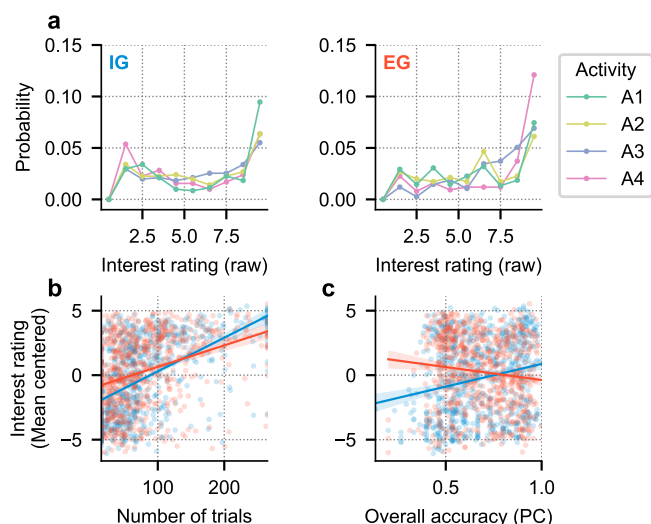 a
IG
EG
0.15
0.10
0.05
0.00
Probability
2.5 5.0 7.5
Interest rating (raw)
0.15
0.10
0.05
0.00
2.5 5.0 7.5
Interest rating (raw)
Activity
A1
A2
A3
A4
b
Interest rating
(Mean centered)
5
0
−5
100 200
Number of trials
c
5
0
−5
0.5 1.0
Overall accuracy (PC)